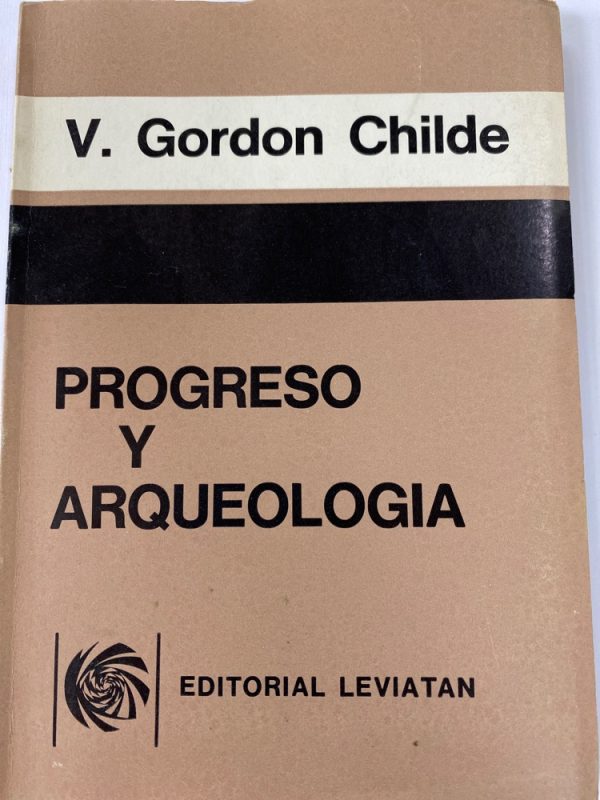 V. Gordon Childe
PROGRESO
Y
ARQUEOLOGIA
EDITORIAL LEVIATAN